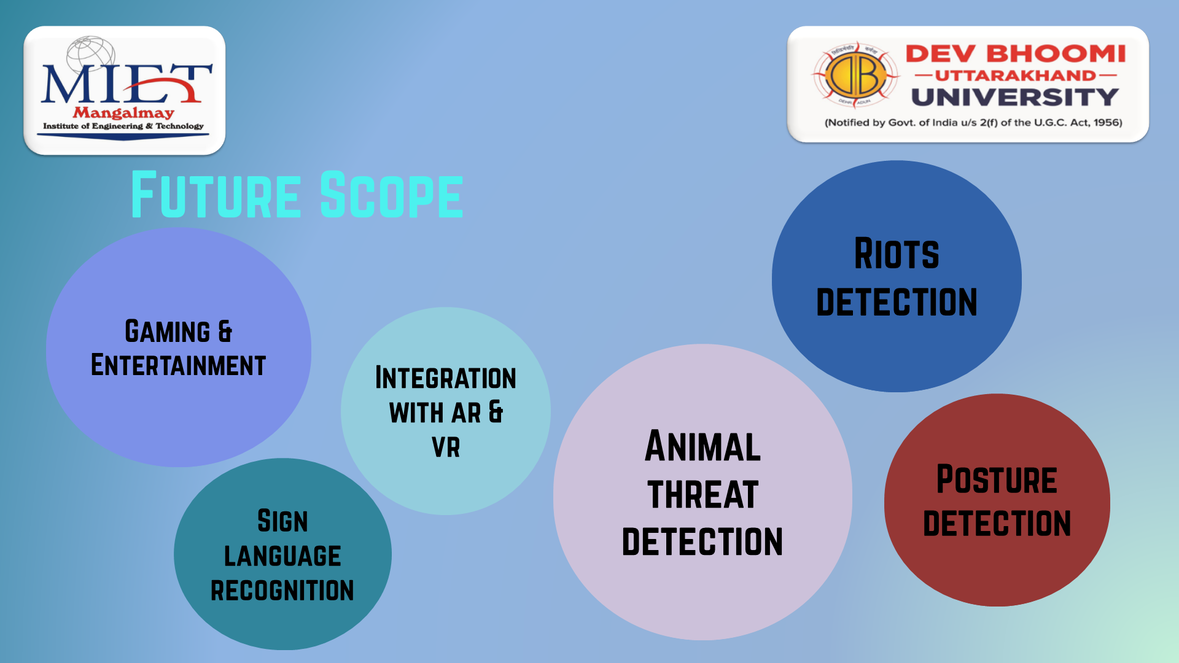 MIET
Mangalmay
Institute of Engineering & Technology
DEV BHOOMI
UTTARAKHAND
UNIVERSITY
(Notified by Govt. of India u/s 2(f) of the U.G.C. Act, 1956)
Future Scope
Gaming &
Entertainment
Integration
with ar &
vr
Sign
language
recognition
Animal
threat
detection
Riots
detection
Posture
detection